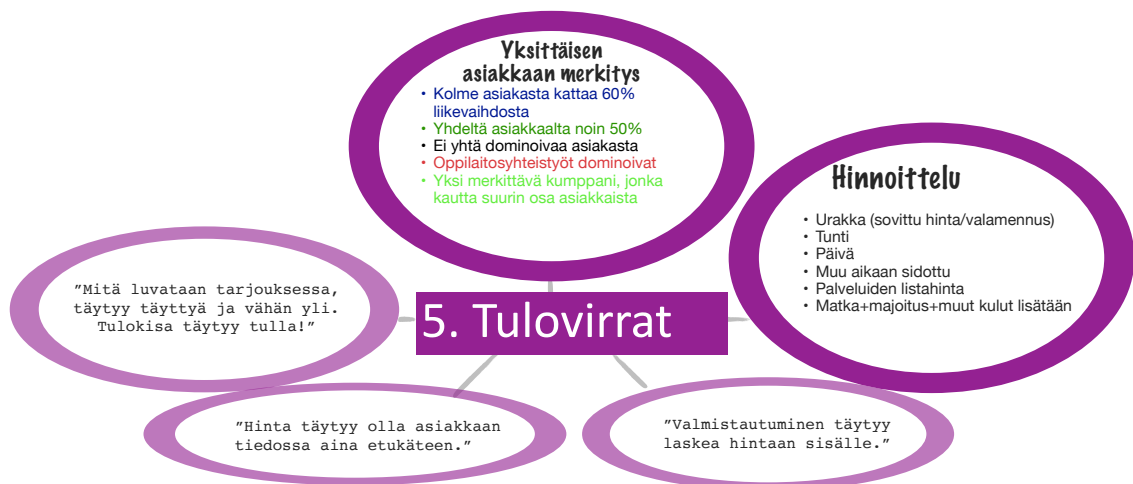 Yksittäisen
asiakkaan merkitys
• Kolme asiakasta kattaa 60%
liikevaihdosta
• Yhdeltä asiakkaalta noin 50%
• Ei yhtä dominoivaa asiakasta
• Oppilaitosyhteistyöt dominoivat
• Yksi merkittävä kumppani, jonka
kautta suurin osa asiakkaista
Hinnoittelu
• Urakka (sovittu hinta/valamennus)
• Tunti
• Päivä
• Muu aikaan sidottu
• Palveluiden listahinta
• Matka+majoitus+muut kulut lisätään
”Mitä luvataan tarjouksessa,
täytyy täyttyä ja vähän yli.
Tulokisa täytyy tulla!”
5. Tulovirrat
”Hinta täytyy olla asiakkaan
tiedossa aina etukäteen.”
”Valmistautuminen täytyy
laskea hintaan sisälle.”